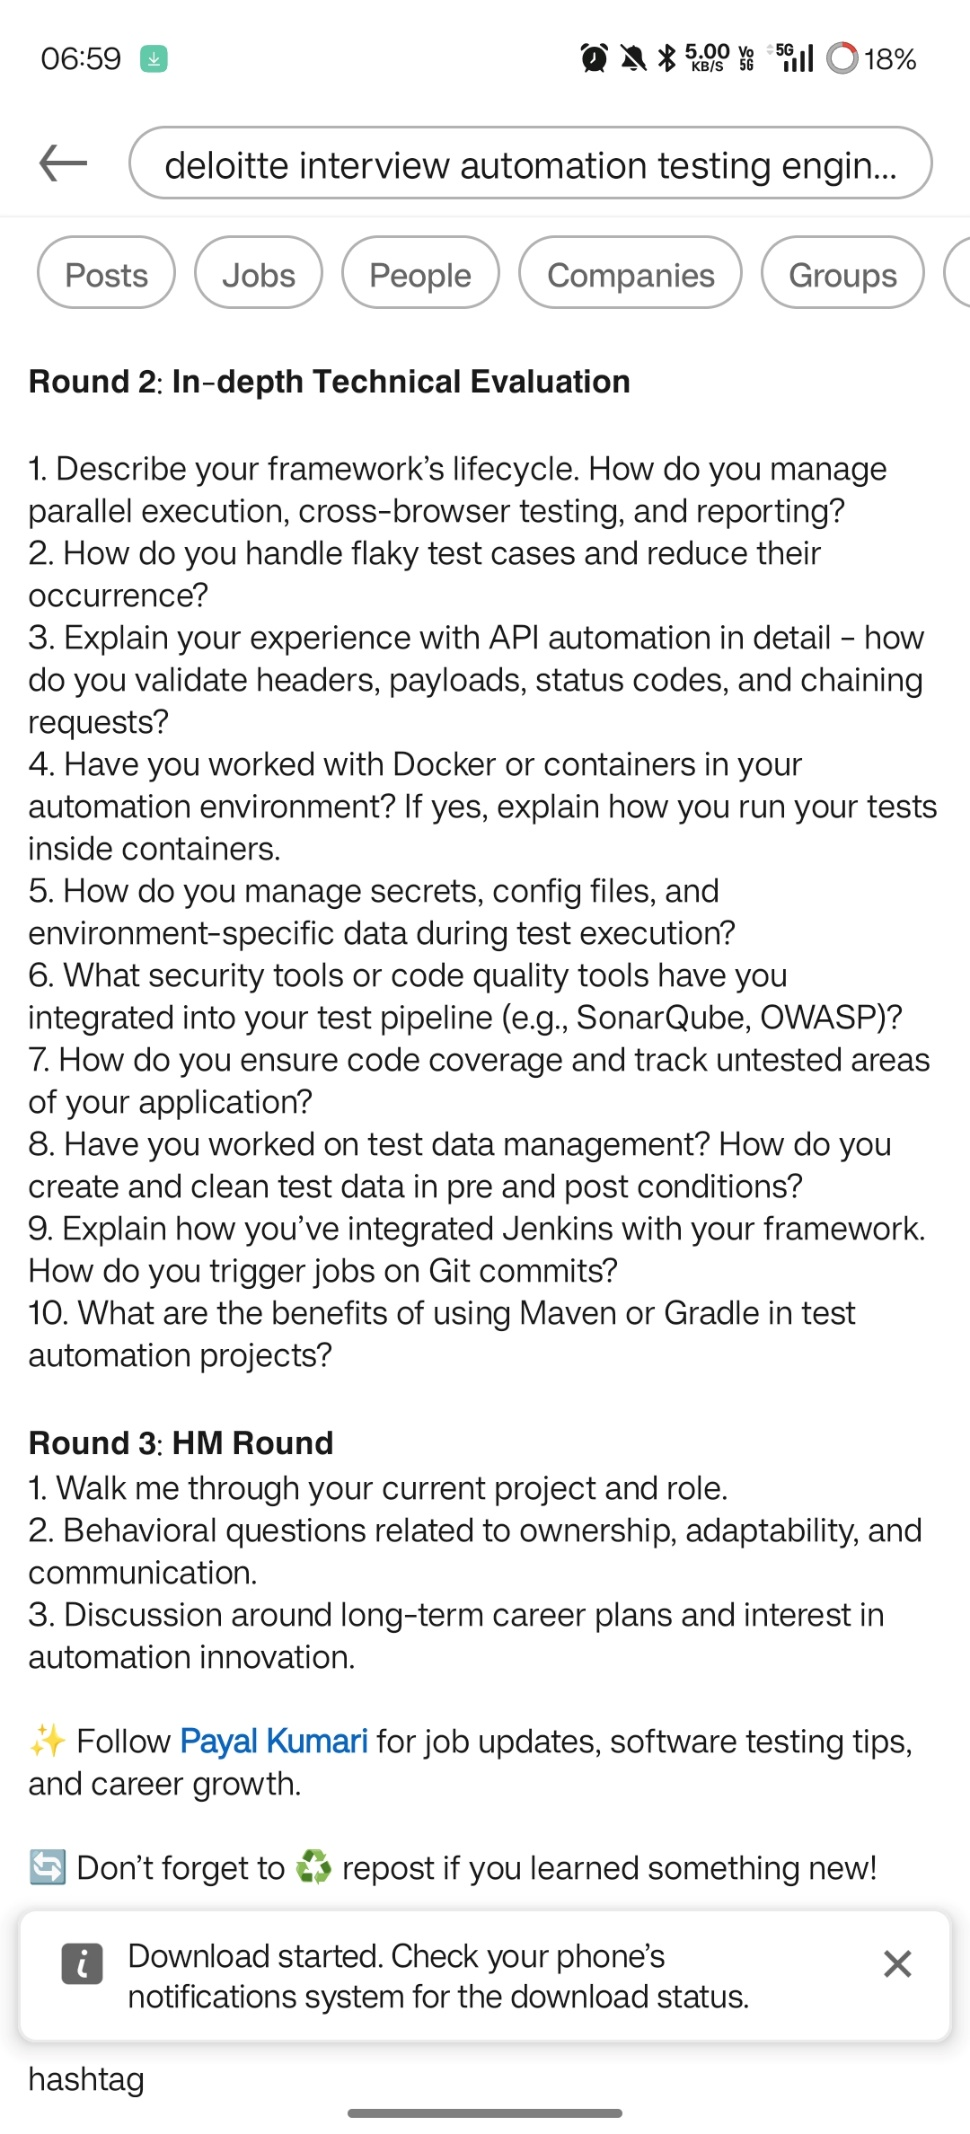 06:59
5.00 KB/S Vo 5G 5G 18%
deloitte interview automation testing engin...
Posts Jobs People Companies Groups
Round 2: In-depth Technical Evaluation
1. Describe your framework’s lifecycle. How do you manage
parallel execution, cross-browser testing, and reporting?
2. How do you handle flaky test cases and reduce their
occurrence?
3. Explain your experience with API automation in detail – how
do you validate headers, payloads, status codes, and chaining
requests?
4. Have you worked with Docker or containers in your
automation environment? If yes, explain how you run your tests
inside containers.
5. How do you manage secrets, config files, and
environment-specific data during test execution?
6. What security tools or code quality tools have you
integrated into your test pipeline (e.g., SonarQube, OWASP)?
7. How do you ensure code coverage and track untested areas
of your application?
8. Have you worked on test data management? How do you
create and clean test data in pre and post conditions?
9. Explain how you’ve integrated Jenkins with your framework.
How do you trigger jobs on Git commits?
10. What are the benefits of using Maven or Gradle in test
automation projects?
Round 3: HM Round
1. Walk me through your current project and role.
2. Behavioral questions related to ownership, adaptability, and
communication.
3. Discussion around long-term career plans and interest in
automation innovation.
✨ Follow Payal Kumari for job updates, software testing tips,
and career growth.
🔄 Don’t forget to ♻️ repost if you learned something new!
Download started. Check your phone’s
notifications system for the download status.
hashtag